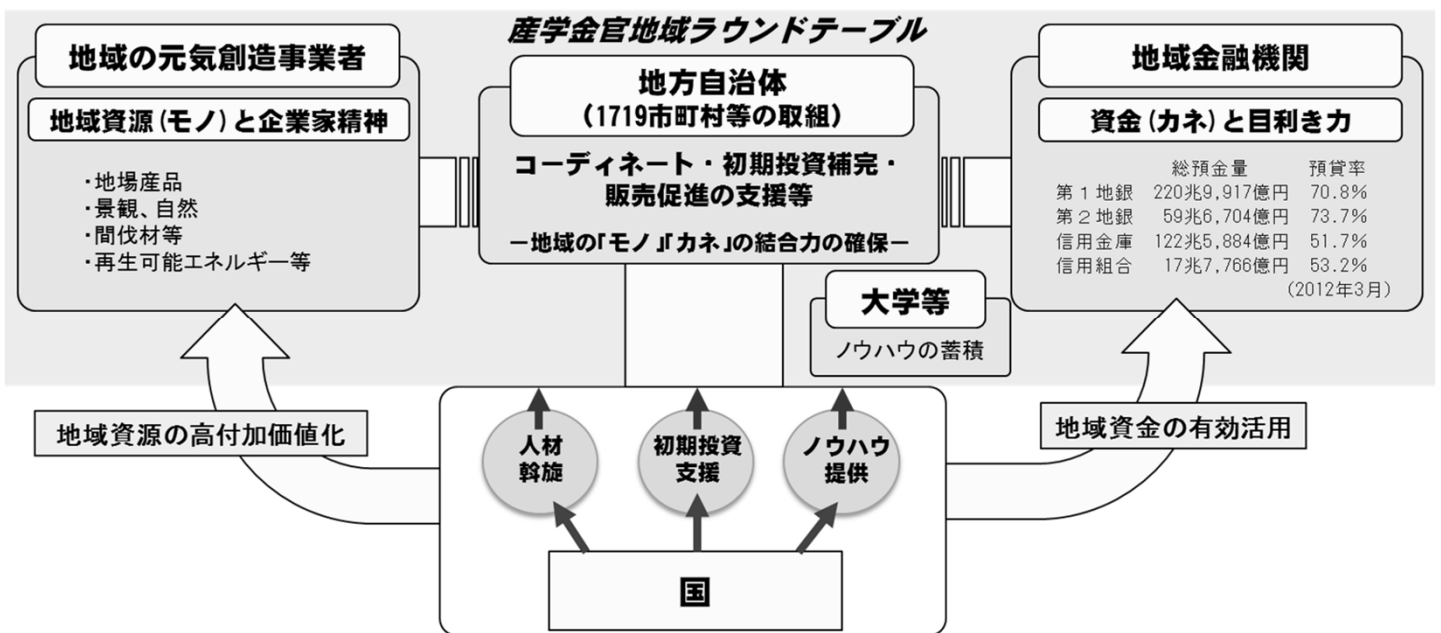 産学金官地域ラウンドテーブル
地域の元気創造事業者
地域資源(モノ)と企業家精神
・地場産品
・景観、自然
・間伐材等
・再生可能エネルギー等
地方自治体
(1719市町村等の取組)
コーディネート・初期投資補完・
販売促進の支援等
－地域の「モノ」「カネ」の結合力の確保－
地域金融機関
資金(カネ)と目利き力
総預金量 預貸率
第1地銀 220兆9,917億円 70.8%
第2地銀 59兆6,704億円 73.7%
信用金庫 122兆5,884億円 51.7%
信用組合 17兆7,766億円 53.2%
(2012年3月)
大学等
ノウハウの蓄積
地域資源の高付加価値化
人材
斡旋
初期投資
支援
ノウハウ
提供
地域資金の有効活用
国